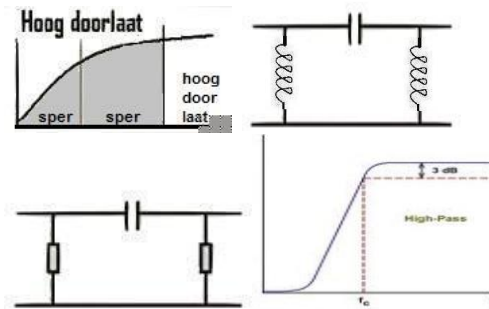 Hoog doorlaat
hoog
door
sper sper laat
3 dB
High-Pass
fc